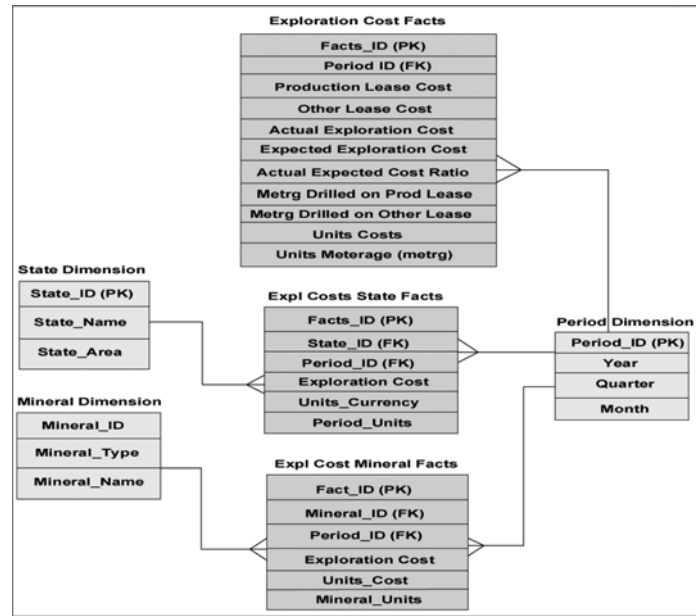 Exploration Cost Facts
Facts_ID (PK)
Period ID (FK)
Production Lease Cost
Other Lease Cost
Actual Exploration Cost
Expected Exploration Cost
Actual Expected Cost Ratio
Metrg Drilled on Prod Lease
Metrg Drilled on Other Lease
Units Costs
Units Meterage (metrg)
State Dimension
State_ID (PK)
State_Name
State_Area
Expl Costs State Facts
Facts_ID (PK)
State_ID (FK)
Period_ID (FK)
Exploration Cost
Units_Currency
Period_Units
Period Dimension
Period_ID (PK)
Year
Quarter
Month
Mineral Dimension
Mineral_ID
Mineral_Type
Mineral_Name
Expl Cost Mineral Facts
Fact_ID (PK)
Mineral_ID (FK)
Period_ID (FK)
Exploration Cost
Units_Cost
Mineral_Units